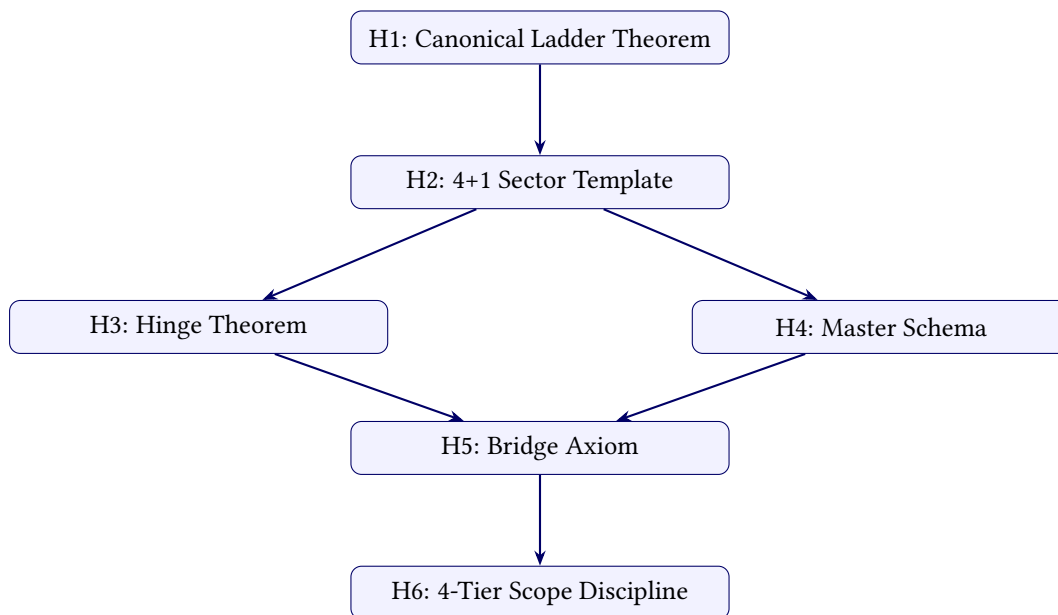 H1: Canonical Ladder Theorem
H2: 4+1 Sector Template
H3: Hinge Theorem
H4: Master Schema
H5: Bridge Axiom
H6: 4-Tier Scope Discipline